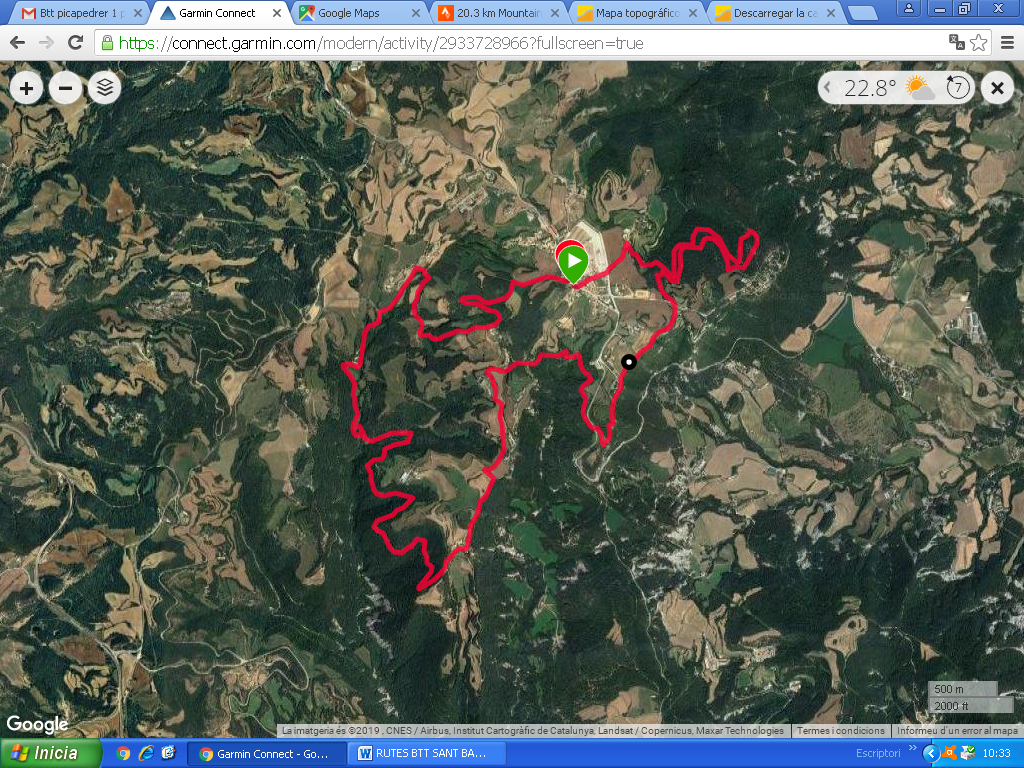 Btt picapedrer 1 p
Garmin Connect
Google Maps
20.3 km Mountain
Mapa topográfico
Descarregar la ca
https://connect.garmin.com/modern/activity/2933728966?fullscreen=true
22.8°
7
500 m
2000 ft
Google
La imatgeria és ©2019 , CNES / Airbus, Institut Cartogràfic de Catalunya, Landsat / Copernicus, Maxar Technologies
Termes i condicions
Informeu d'un error al mapa
Inicia
Garmin Connect - Go...
RUTES BTT SANT BA...
Escriptori
10:33